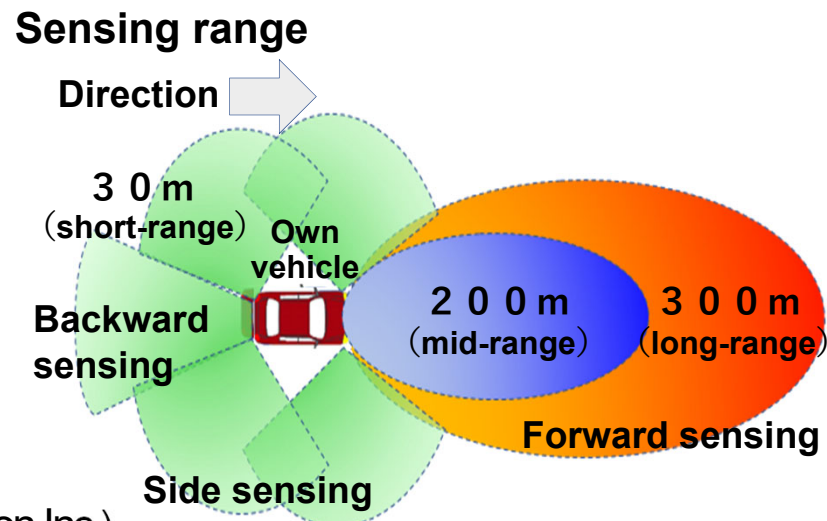 Sensing range
Direction
３０m
（short-range）
Own
vehicle
Backward
sensing
２００m
（mid-range）
３００m
（long-range）
Forward sensing
Side sensing